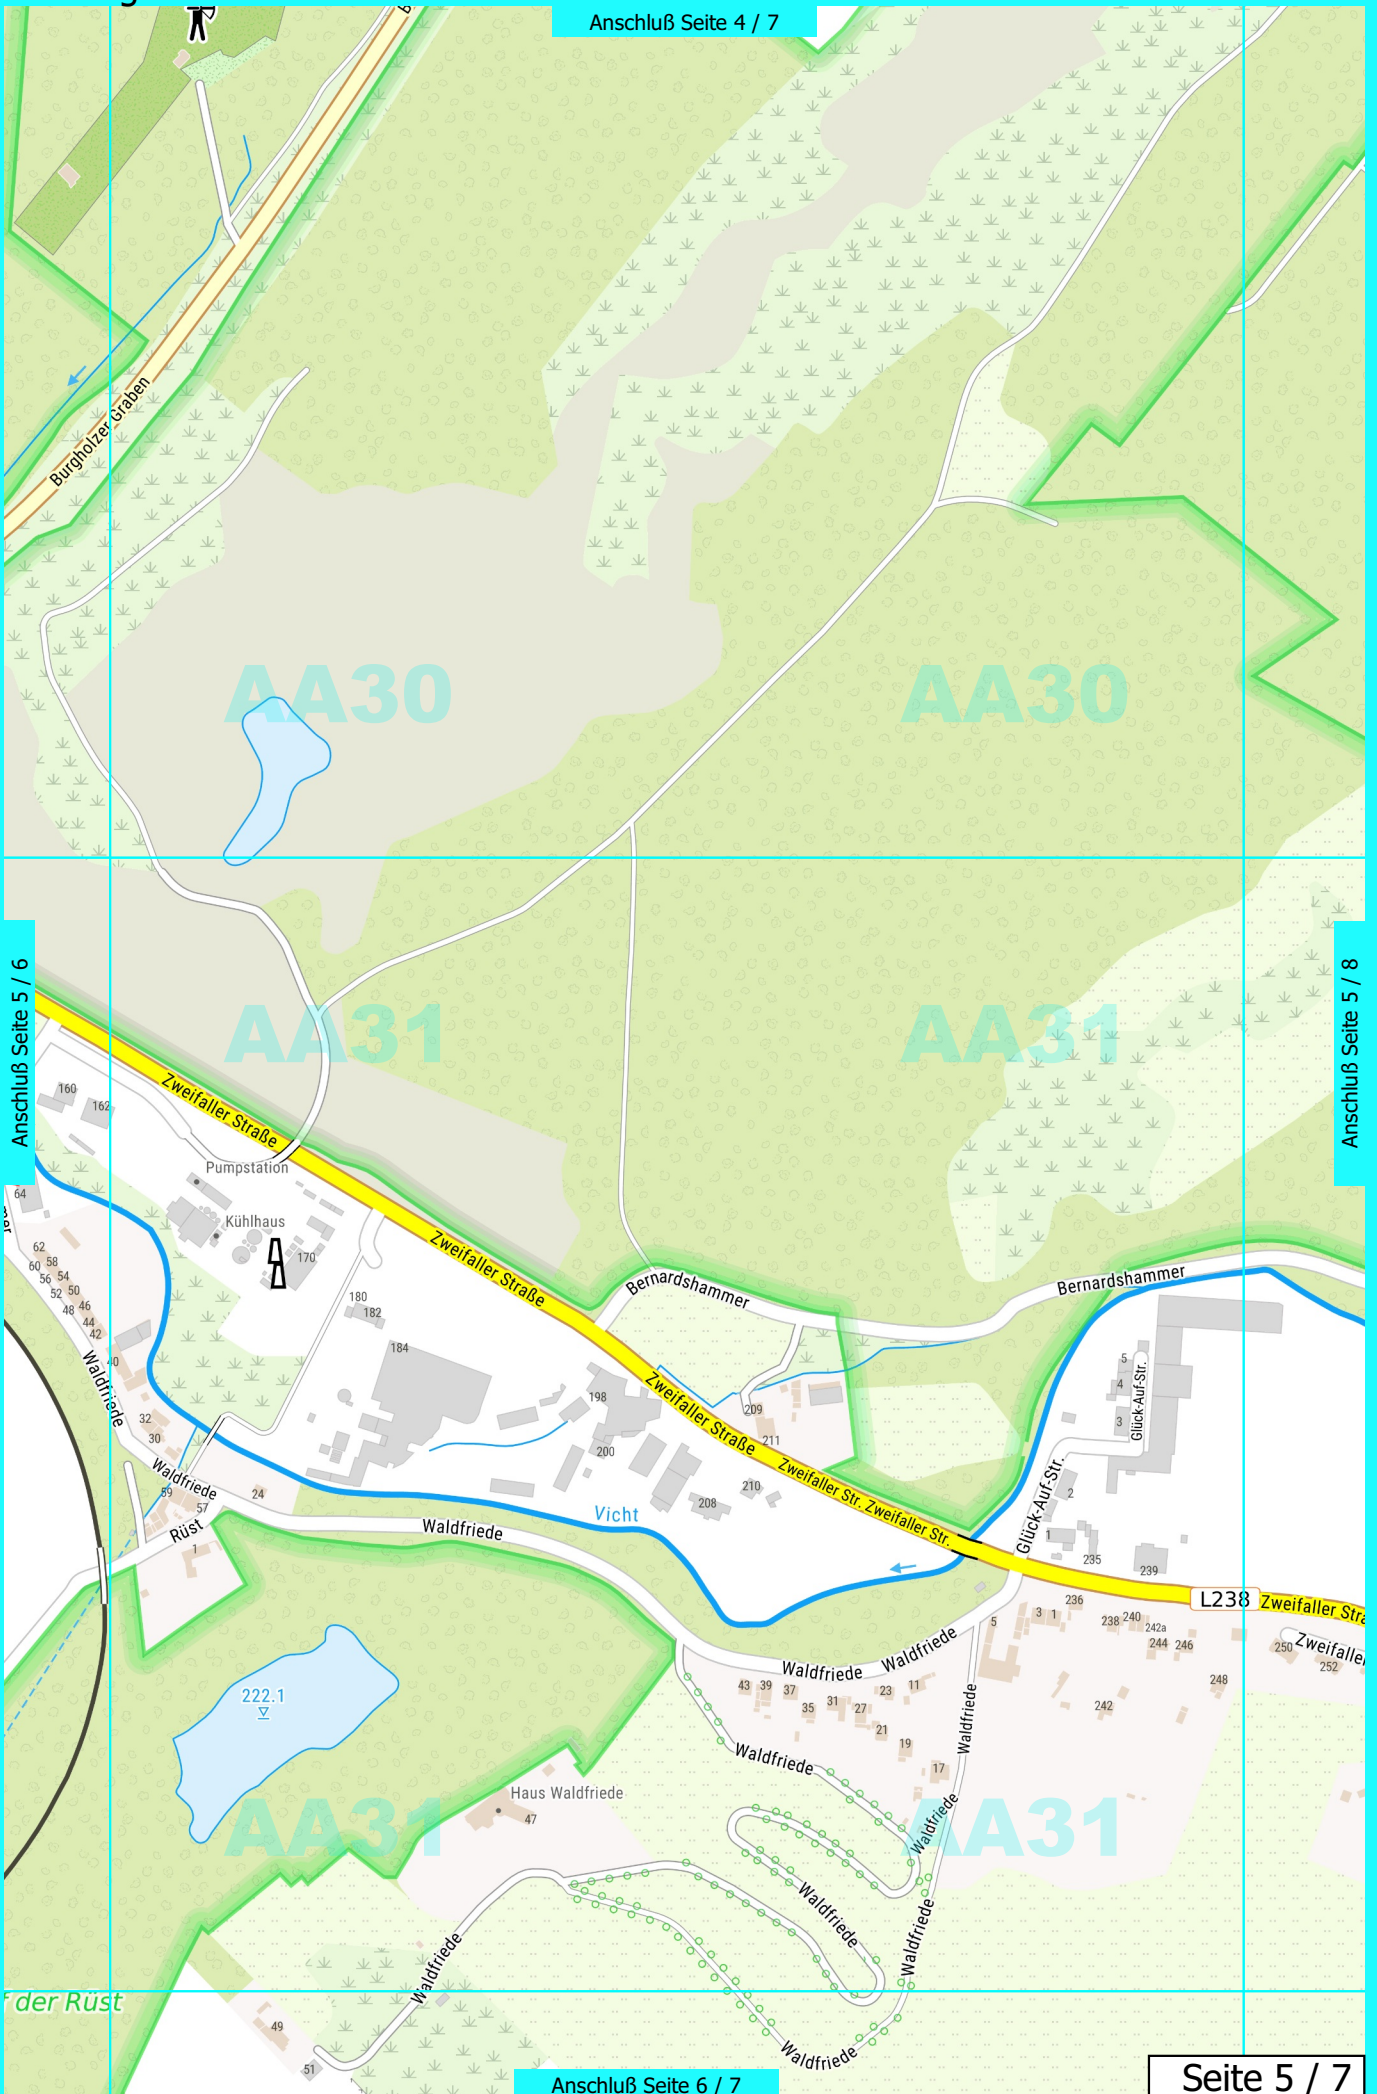 Anschluß Seite 4 / 7
Burgholzer Graben
AA30
AA30
Anschluß Seite 5 / 6
Anschluß Seite 5 / 8
AA31
AA31
160
162
Zweifaller Straße
Pumpstation
64
Kühlhaus
170
62
60
58
56
54
52
50
48
46
44
42
40
Zweifaller Straße
Bernardshammer
Bernardshammer
180
182
184
Waldfriede
5
4
3
Glück-Auf-Str.
198
200
Zweifaller Straße
209
211
32
30
Waldfriede
59
57
24
Rüst
1
Waldfriede
Vicht
208
210
Zweifaller Str.
Zweifaller Str.
Glück-Auf-Str.
2
1
235
239
L238
Zweifaller Stra
Zweifaller
236
3
1
5
238
240
242a
244
246
250
252
248
242
Waldfriede
Waldfriede
43
39
37
35
31
27
23
11
21
19
17
Waldfriede
222.1
Waldfriede
Haus Waldfriede
47
Waldfriede
AA31
AA31
Waldfriede
Waldfriede
Waldfriede
f der Rüst
49
51
Waldfriede
Anschluß Seite 6 / 7
Seite 5 / 7